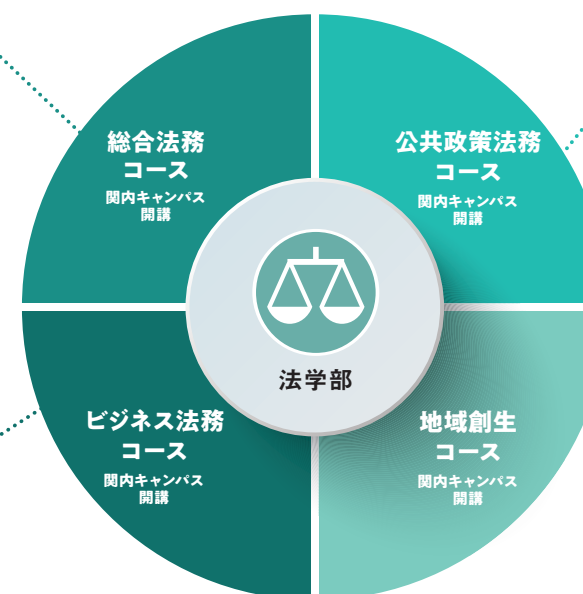 総合法務
コース
関内キャンパス
開講
公共政策法務
コース
関内キャンパス
開講
法学部
ビジネス法務
コース
関内キャンパス
開講
地域創生
コース
関内キャンパス
開講